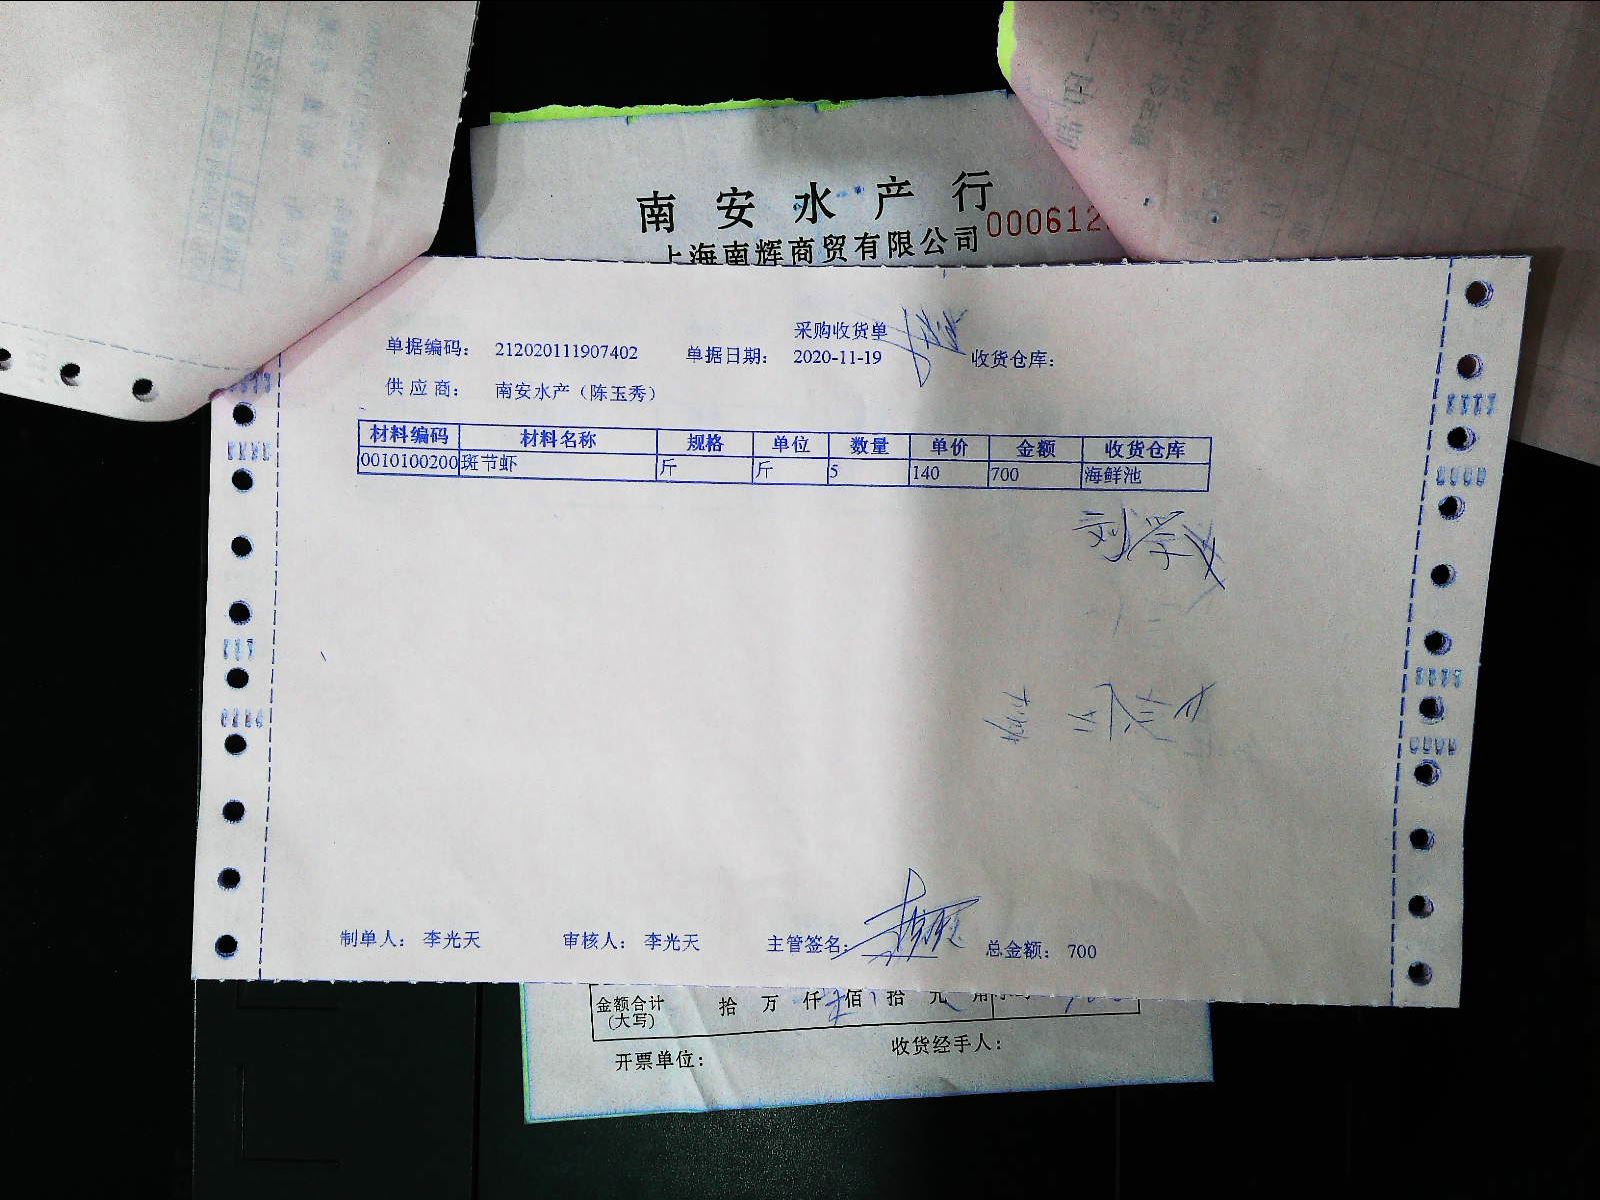 南安水产行
上海南辉商贸有限公司
采购收货单
单据编码: 212020111907402 单据日期: 2020-11-19 收货仓库:
供应商: 南安水产（陈玉秀）
材料编码 材料名称 规格 单位 数量 单价 金额 收货仓库
0010100200 斑节虾 斤 斤 5 140 700 海鲜池
制单人: 李光天 审核人: 李光天 主管签名: 总金额: 700
金额合计 拾 万 仟 佰 拾 元 角
(大写)
开票单位: 收货经手人: